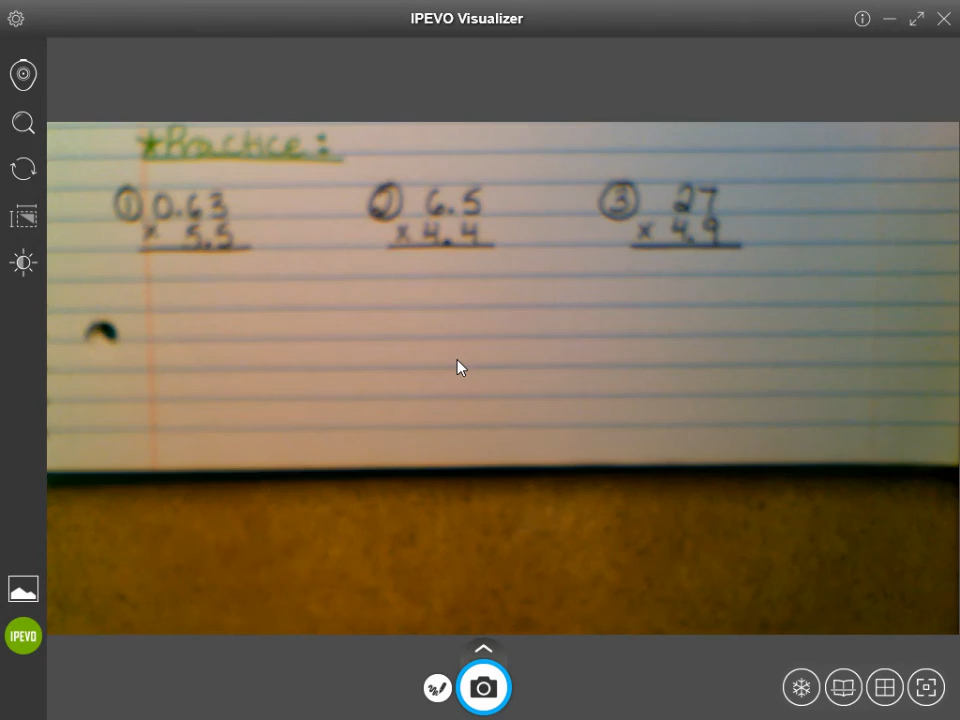 IPEVO Visualizer
★Practice:
① 0.63 ② 6.5 ③ 27
x 5.5 x 4.4 x 4.9
IPEVO